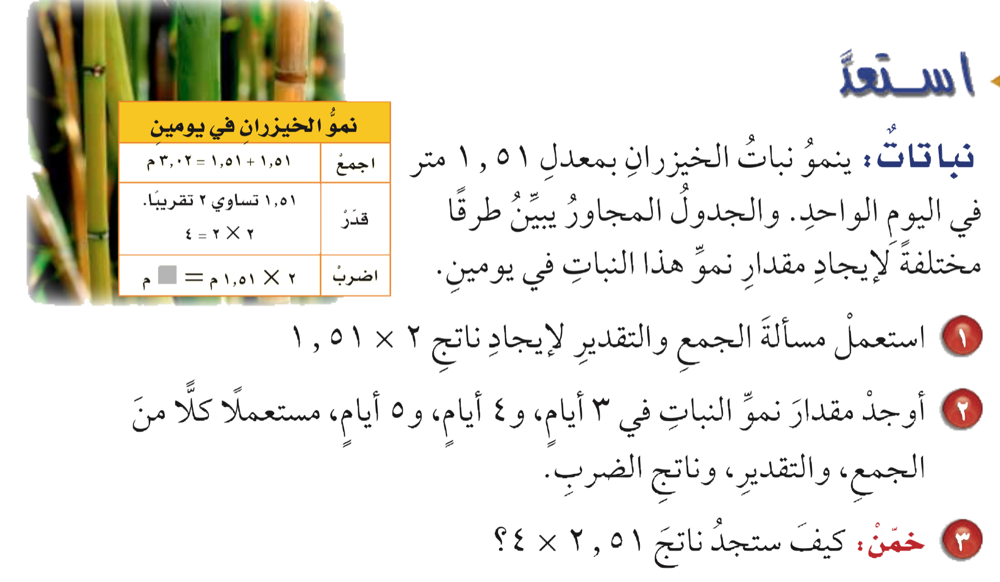 استعدَّ
نباتاتٌ: ينموُ نباتُ الخيزرانِ بمعدلِ ١,٥١ متر
في اليومِ الواحدِ. والجدولُ المجاورُ يبيِّنُ طرقًا
مختلفةً لإيجادِ مقدارِ نموِّ هذا النباتِ في يومينِ.
نموُّ الخيزرانِ في يومينِ
اجمعْ ١,٥١ + ١,٥١ = ٣,٠٢ م
قدّرْ ١,٥١ تساوي ٢ تقريبًا.
٢ × ٢ = ٤
اضربْ ٢ × ١,٥١ م = ■ م
١ استعملْ مسألةَ الجمعِ والتقديرِ لإيجادِ ناتجِ ٢ × ١,٥١
٢ أوجدْ مقدارَ نموِّ النباتِ في ٣ أيامٍ، و٤ أيامٍ، و٥ أيامٍ، مستعملًا كلًّا منَ
الجمعِ، والتقديرِ، وناتجِ الضربِ.
٣ خمّنْ: كيفَ ستجدُ ناتجَ ٢,٥١ × ٤؟